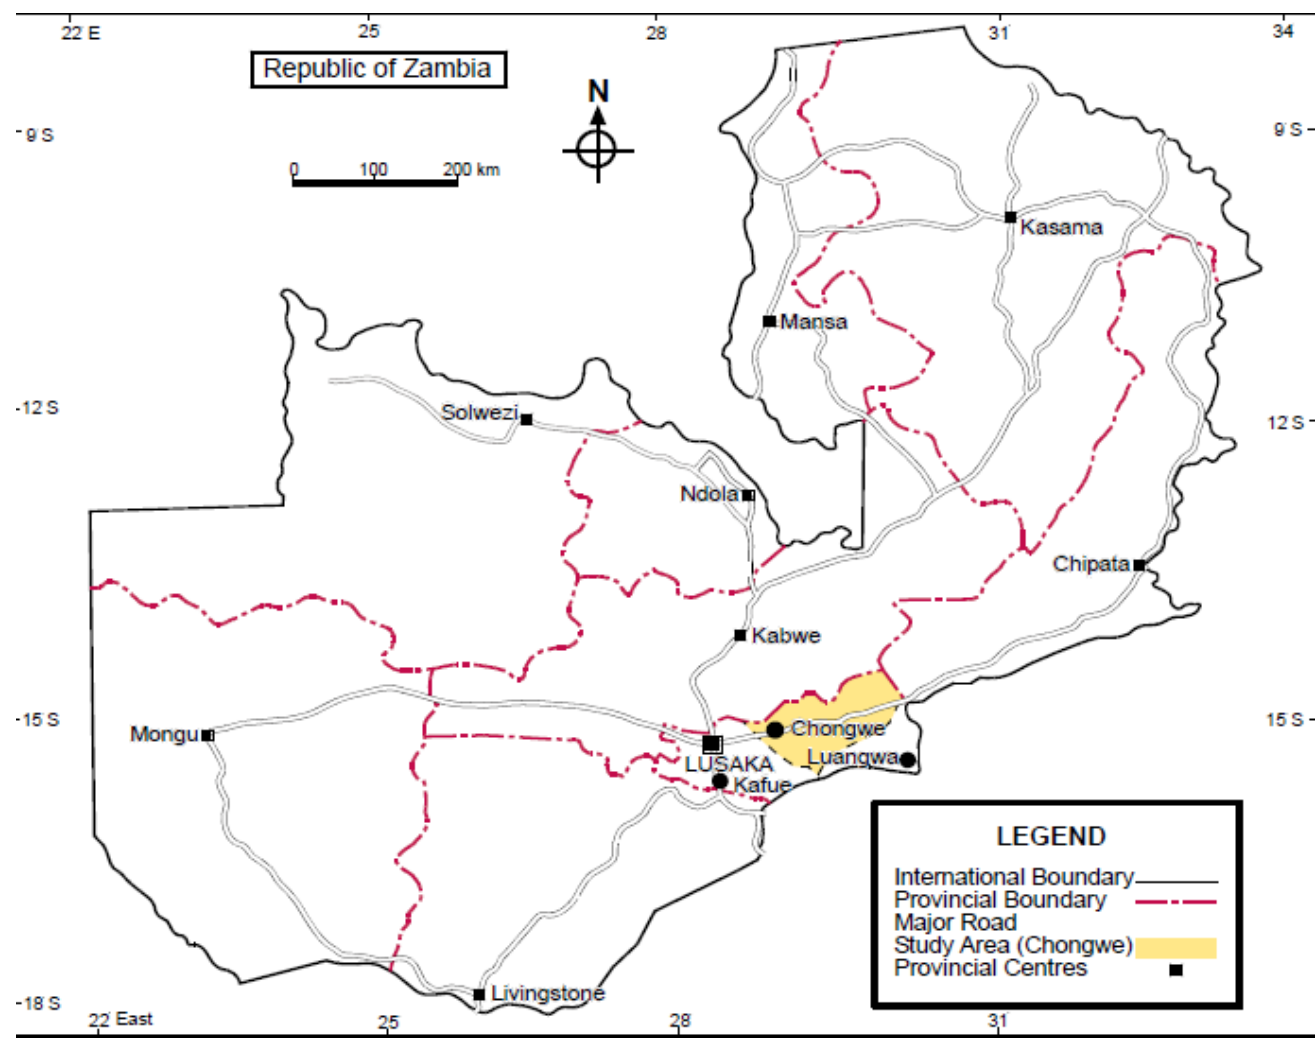 22 E 25 28 31 34
Republic of Zambia
N
9 S 9 S
0 100 200 km
Kasama
Mansa
12 S Solwezi 12 S
Ndola
Chipata
Kabwe
15 S Mongu Chongwe 15 S
LUSAKA Luangwa
Kafue
LEGEND
International Boundary
Provincial Boundary
Major Road
Study Area (Chongwe)
Provincial Centres
Livingstone
18 S
22 East 25 28 31